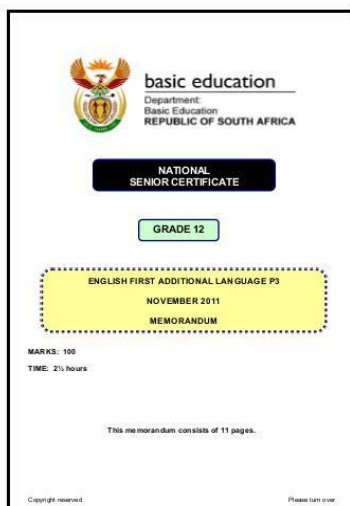 basic education
Department:
Basic Education
REPUBLIC OF SOUTH AFRICA
NATIONAL
SENIOR CERTIFICATE
GRADE 12
ENGLISH FIRST ADDITIONAL LANGUAGE P3
NOVEMBER 2011
MEMORANDUM
MARKS: 100
TIME: 2½ hours
This memorandum consists of 11 pages.
Copyright reserved
Please turn over